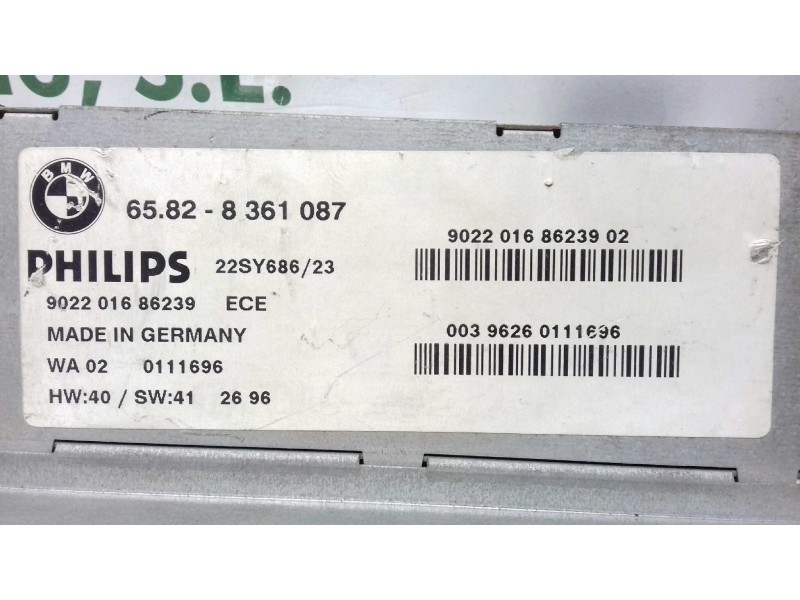 S.L.
BMW
65.82 - 8 361 087
PHILIPS 22SY686/23
9022 016 86239 ECE
MADE IN GERMANY
WA 02 0111696
HW:40 / SW:41 26 96
9022 016 86239 02
003 9626 0111696